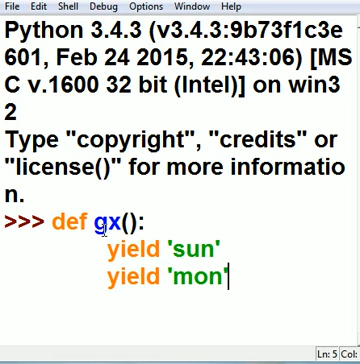 File Edit Shell Debug Options Window Help
Python 3.4.3 (v3.4.3:9b73f1c3e
601, Feb 24 2015, 22:43:06) [MS
C v.1600 32 bit (Intel)] on win3
2
Type "copyright", "credits" or
"license()" for more informatio
n.
>>> def gx():
yield 'sun'
yield 'mon'
Ln: 5 Col: